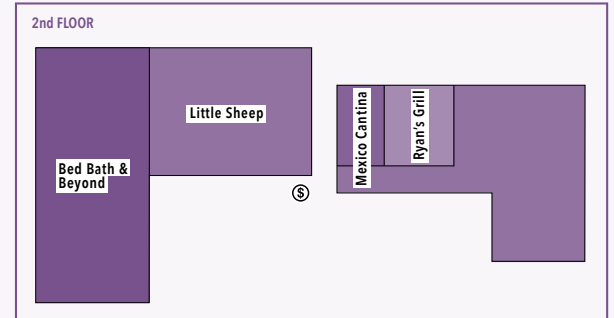 2nd FLOOR
Little Sheep
Bed Bath &
Beyond
Mexico Cantina
Ryan's Grill
$